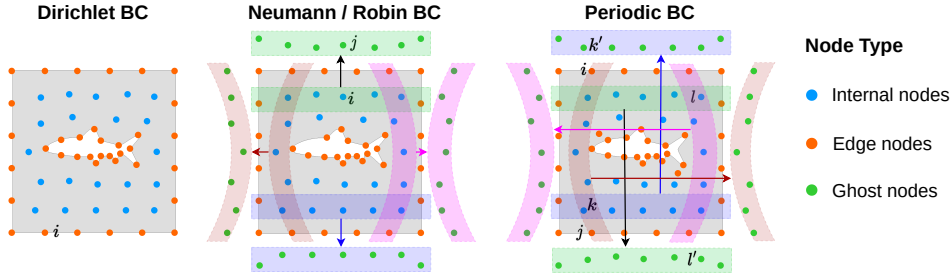 Dirichlet BC
Neumann / Robin BC
Periodic BC
i
j
i
k′
i
l
k
j
l′
Node Type
Internal nodes
Edge nodes
Ghost nodes